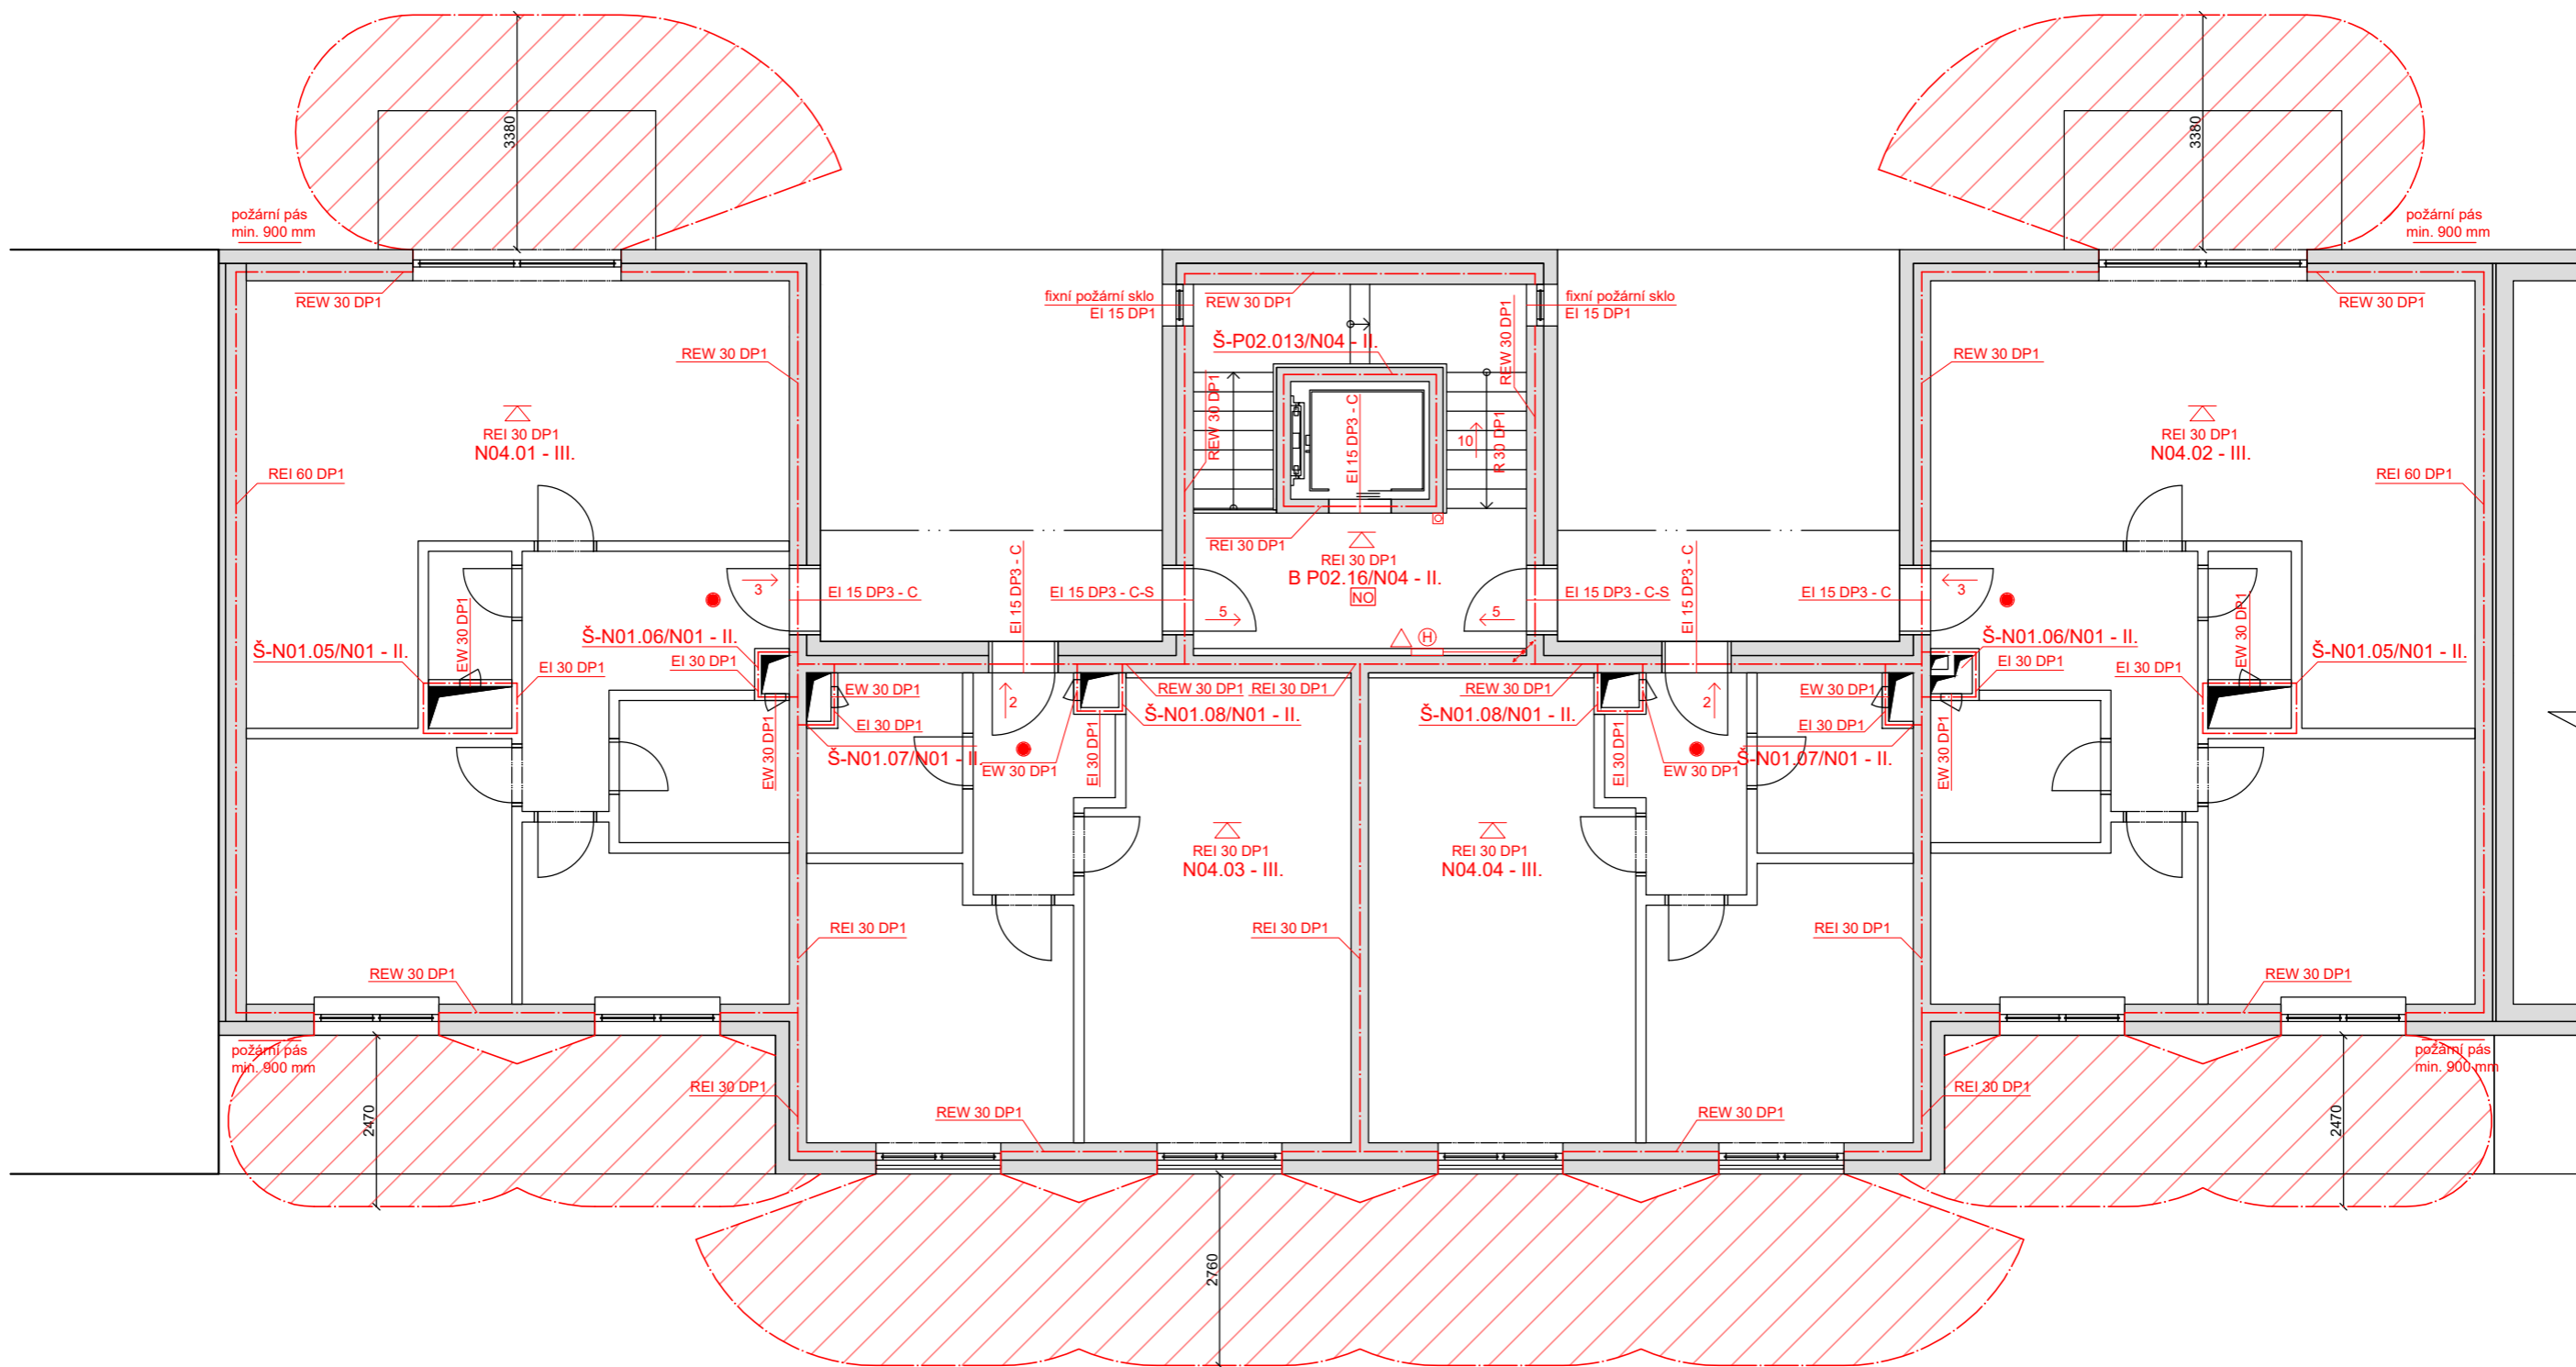 3380
3380
požární pás
min. 900 mm
požární pás
min. 900 mm
REW 30 DP1
fixní požární sklo
EI 15 DP1
REW 30 DP1
fixní požární sklo
EI 15 DP1
REW 30 DP1
REW 30 DP1
Š-P02.013/N04 - II.
REW 30 DP1
REW 30 DP1
REW 30 DP1
REI 30 DP1
N04.01 - III.
REW 30 DP1
EI 15 DP3 - C
10
R 30 DP1
REI 30 DP1
N04.02 - III.
REI 60 DP1
REI 60 DP1
REI 30 DP1
REI 30 DP1
B P02.16/N04 - II.
NO
EI 15 DP3 - C
EI 15 DP3 - C
3
EI 15 DP3 - C
EI 15 DP3 - C-S
5
5
EI 15 DP3 - C-S
EI 15 DP3 - C
3
H
EW 30 DP1
EW 30 DP1
Š-N01.05/N01 - II.
Š-N01.06/N01 - II.
Š-N01.06/N01 - II.
Š-N01.05/N01 - II.
EI 30 DP1
EI 30 DP1
EI 30 DP1
EI 30 DP1
EW 30 DP1
REW 30 DP1
REI 30 DP1
REW 30 DP1
EW 30 DP1
2
2
Š-N01.08/N01 - II.
Š-N01.08/N01 - II.
EI 30 DP1
EI 30 DP1
EW 30 DP1
Š-N01.07/N01 - II.
EW 30 DP1
EI 30 DP1
EI 30 DP1
EW 30 DP1
Š-N01.07/N01 - II.
EW 30 DP1
REI 30 DP1
N04.03 - III.
REI 30 DP1
N04.04 - III.
REI 30 DP1
REI 30 DP1
REI 30 DP1
REW 30 DP1
REW 30 DP1
požární pás
min. 900 mm
požární pás
min. 900 mm
REI 30 DP1
REI 30 DP1
2470
REW 30 DP1
REW 30 DP1
2470
2760